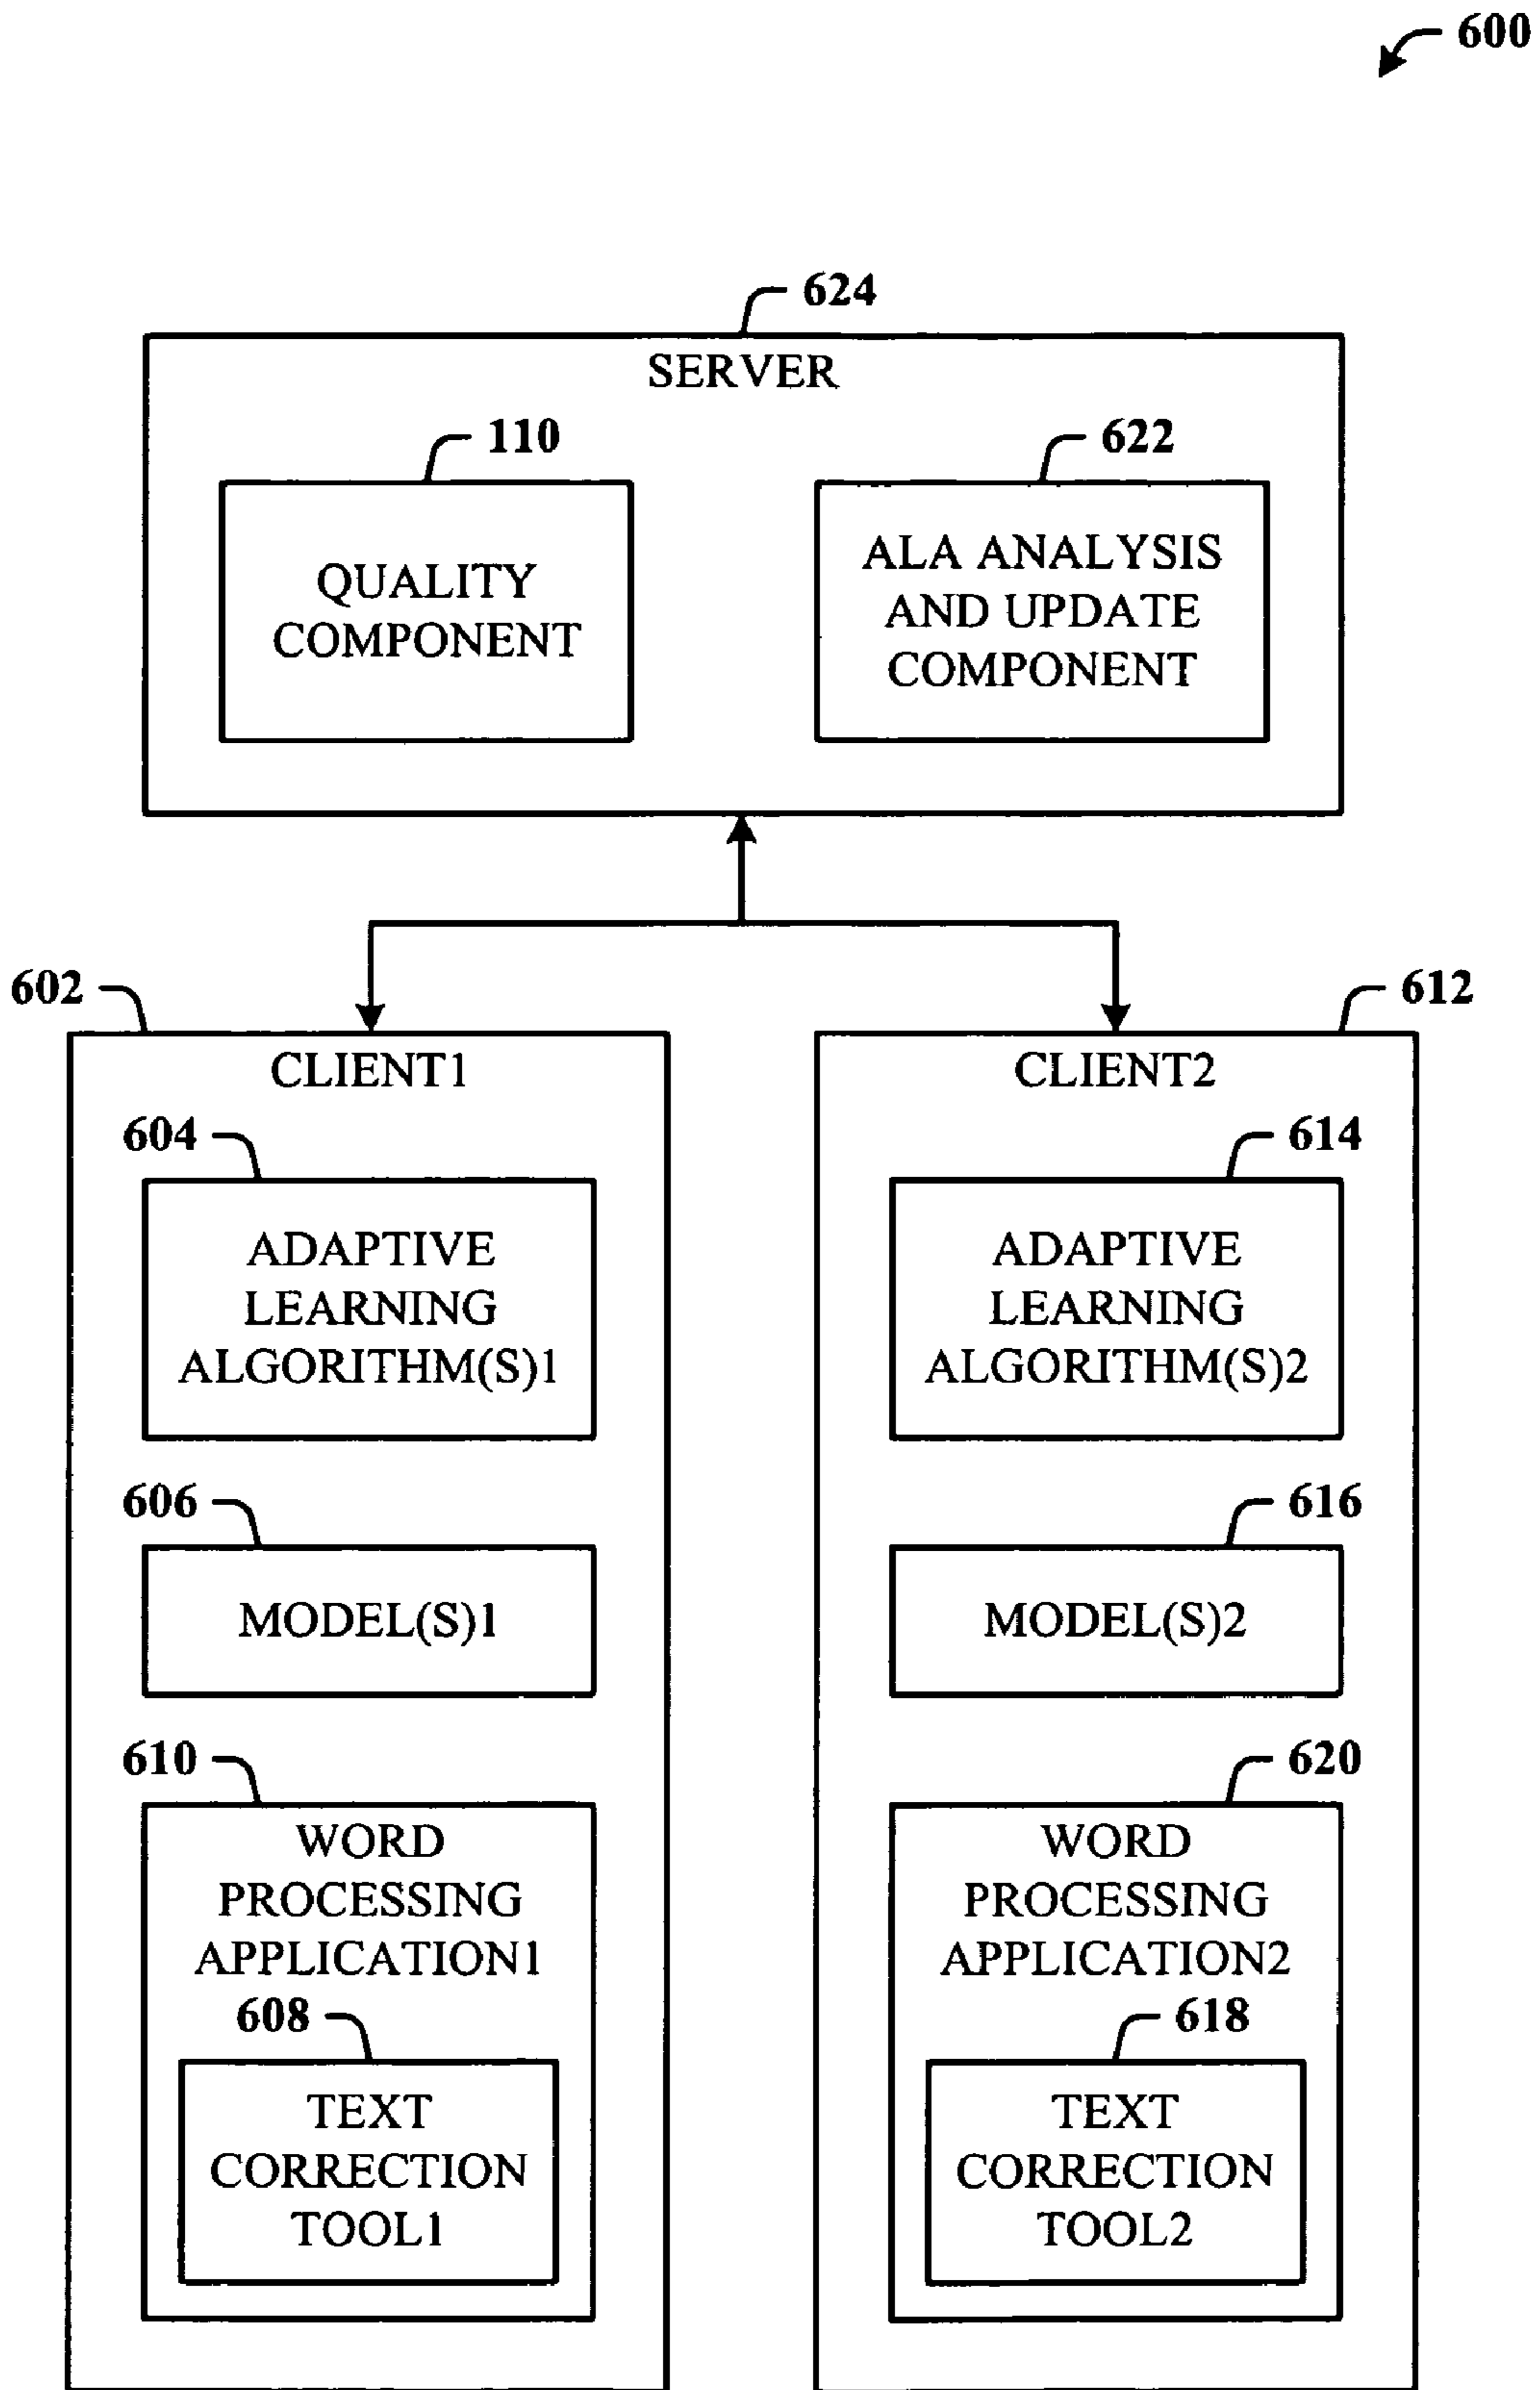 600
624
SERVER
110
622
QUALITY
COMPONENT
ALA ANALYSIS
AND UPDATE
COMPONENT
602
612
CLIENT1
604
ADAPTIVE
LEARNING
ALGORITHM(S)1
606
MODEL(S)1
610
WORD
PROCESSING
APPLICATION1
608
TEXT
CORRECTION
TOOL1
CLIENT2
614
ADAPTIVE
LEARNING
ALGORITHM(S)2
616
MODEL(S)2
620
WORD
PROCESSING
APPLICATION2
618
TEXT
CORRECTION
TOOL2